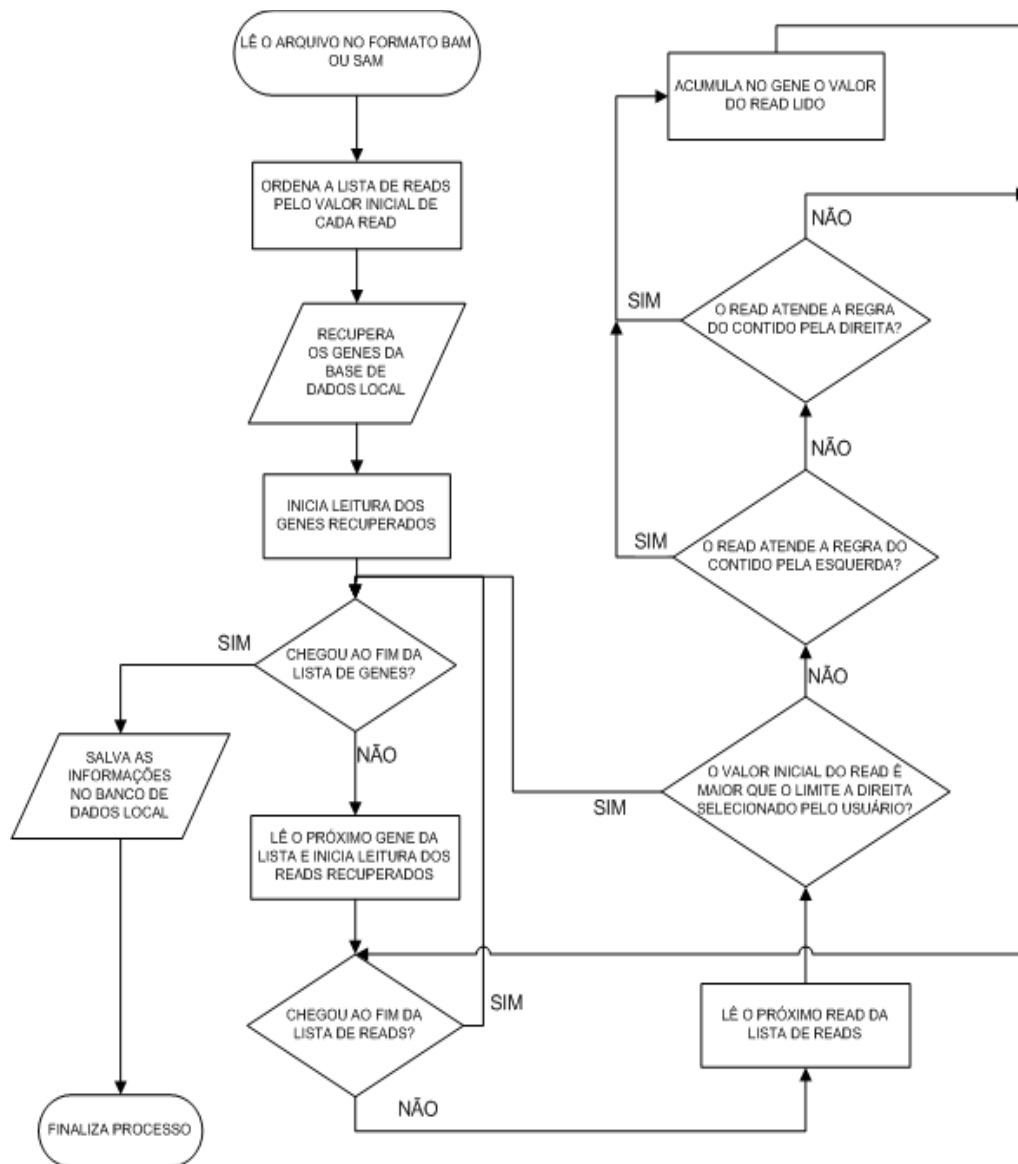 LÊ O ARQUIVO NO FORMATO BAM
OU SAM
ORDENA A LISTA DE READS
PELO VALOR INICIAL DE
CADA READ
RECUPERA
OS GENES DA
BASE DE
DADOS LOCAL
INICIA LEITURA DOS
GENES RECUPERADOS
SIM
CHEGOU AO FIM DA
LISTA DE GENES?
NÃO
SALVA AS
INFORMAÇÕES
NO BANCO DE
DADOS LOCAL
LÊ O PRÓXIMO GENE DA
LISTA E INICIA LEITURA DOS
READS RECUPERADOS
CHEGOU AO FIM DA
LISTA DE READS?
SIM
NÃO
FINALIZA PROCESSO
ACUMULA NO GENE O VALOR
DO READ LIDO
NÃO
SIM
O READ ATENDE A REGRA
DO CONTIDO PELA DIREITA?
NÃO
SIM
O READ ATENDE A REGRA DO
CONTIDO PELA ESQUERDA?
NÃO
O VALOR INICIAL DO READ É
MAIOR QUE O LIMITE A DIREITA
SELECIONADO PELO USUÁRIO?
SIM
LÊ O PRÓXIMO READ DA
LISTA DE READS